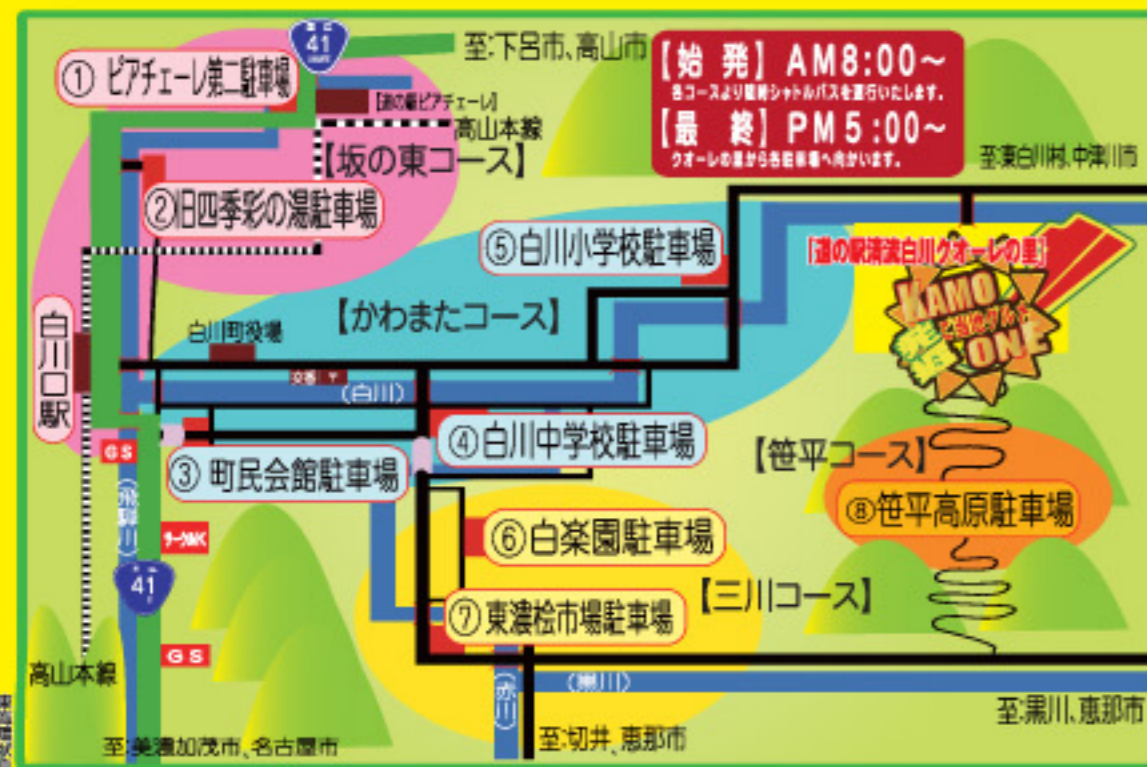 41
至:下呂市、高山市
① ピアチェーレ第二駐車場
【道の駅ピアチェーレ】
高山本線
【始 発】 AM8:00〜
各コースより随時シャトルバスを運行いたします。
【最 終】 PM5:00〜
クオーレの里から各駐車場へ向かいます。
至:東白川村、中津川市
【坂の東コース】
②旧四季彩の湯駐車場
⑤白川小学校駐車場
【道の駅清流白川クオーレの里】
KAMO
ご当地グルメ
ONE
【かわまたコース】
白川町役場
白川口駅
交番 〒
(白川)
④ 白川中学校駐車場
【笹平コース】
GS
③ 町民会館駐車場
⑧笹平高原駐車場
(飛騨川)
サークルK
⑥白楽園駐車場
41
【三川コース】
⑦ 東濃桧市場駐車場
GS
高山本線
(赤川)
(黒川)
至:黒川、恵那市
至:美濃加茂市、名古屋市
至:切井、恵那市